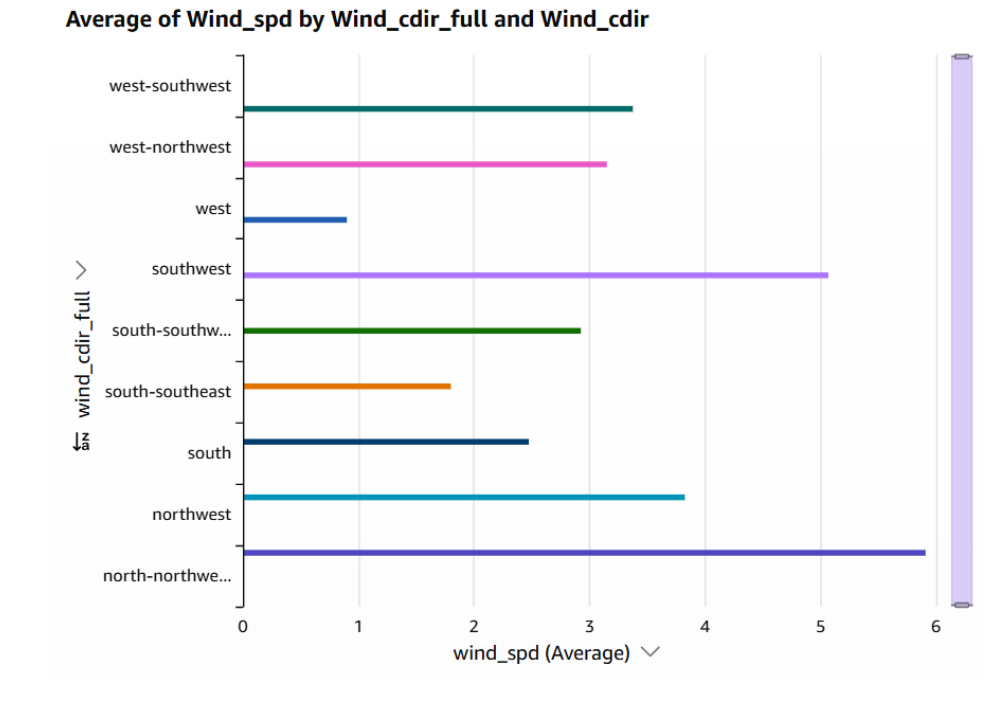 Average of Wind_spd by Wind_cdir_full and Wind_cdir
west-southwest
west-northwest
west
southwest
south-southw...
south-southeast
south
northwest
north-northwe...
wind_cdir_full
z
a
0 1 2 3 4 5 6
wind_spd (Average)